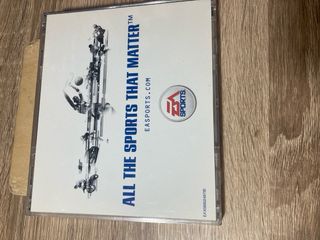 ALL THE SPORTS THAT MATTER™
EASPORTS.COM
EA
SPORTS